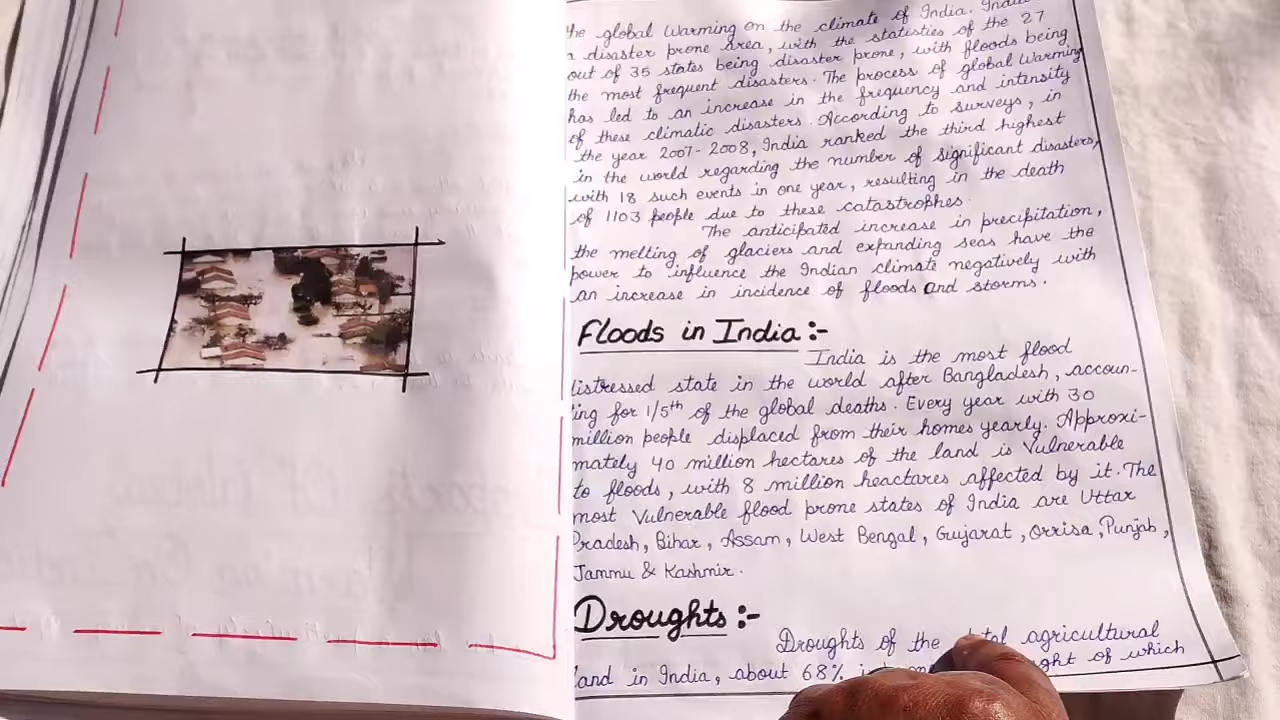 the global Warming on the climate of India. India
a disaster prone area, with the statisties of the 27
out of 35 states being disaster prone, with floods being
the most frequent disasters. The process of global Warming
has led to an increase in the frequency and intensity
of these climatic disasters. According to surveys, in
the year 2007-2008, India ranked the third highest
in the world regarding the number of significant disasters,
with 18 such events in one year, resulting in the death
of 1103 people due to these catastrophes.
The anticipated increase in precipitation,
the melting of glaciers and expanding seas have the
power to influence the Indian climate negatively with
an increase in incidence of floods and storms.
Floods in India :-
India is the most flood
distressed state in the world after Bangladesh, accoun-
ing for 1/5th of the global deaths. Every year with 30
million people displaced from their homes yearly. Approxi-
mately 40 million hectares of the land is Vulnerable
to floods, with 8 million heactares affected by it. The
most Vulnerable flood prone states of India are Uttar
Pradesh, Bihar, Assam, West Bengal, Gujarat, Orrisa, Punjab,
Jammu & Kashmir.
Droughts :-
Droughts of the total agricultural
land in India, about 68% of which